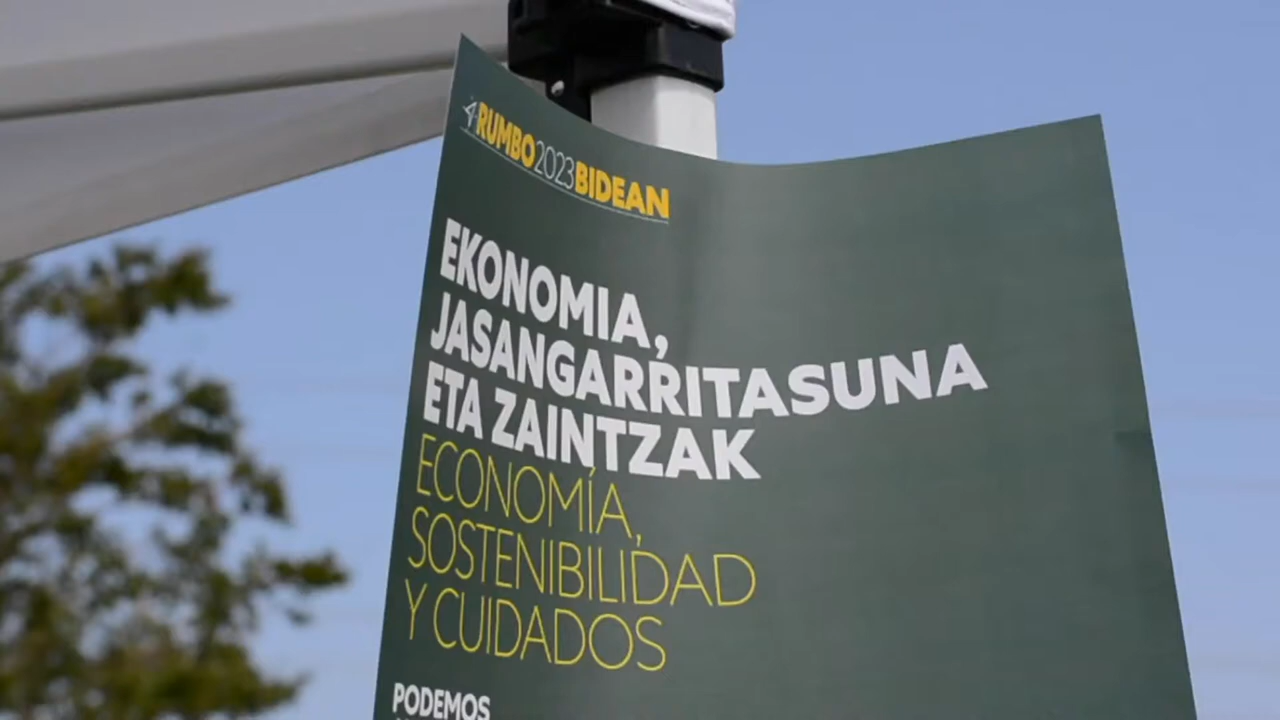 RUMBO2023BIDEAN
EKONOMIA,
JASANGARRITASUNA
ETA ZAINTZAK
ECONOMÍA,
SOSTENIBILIDAD
Y CUIDADOS
PODEMOS